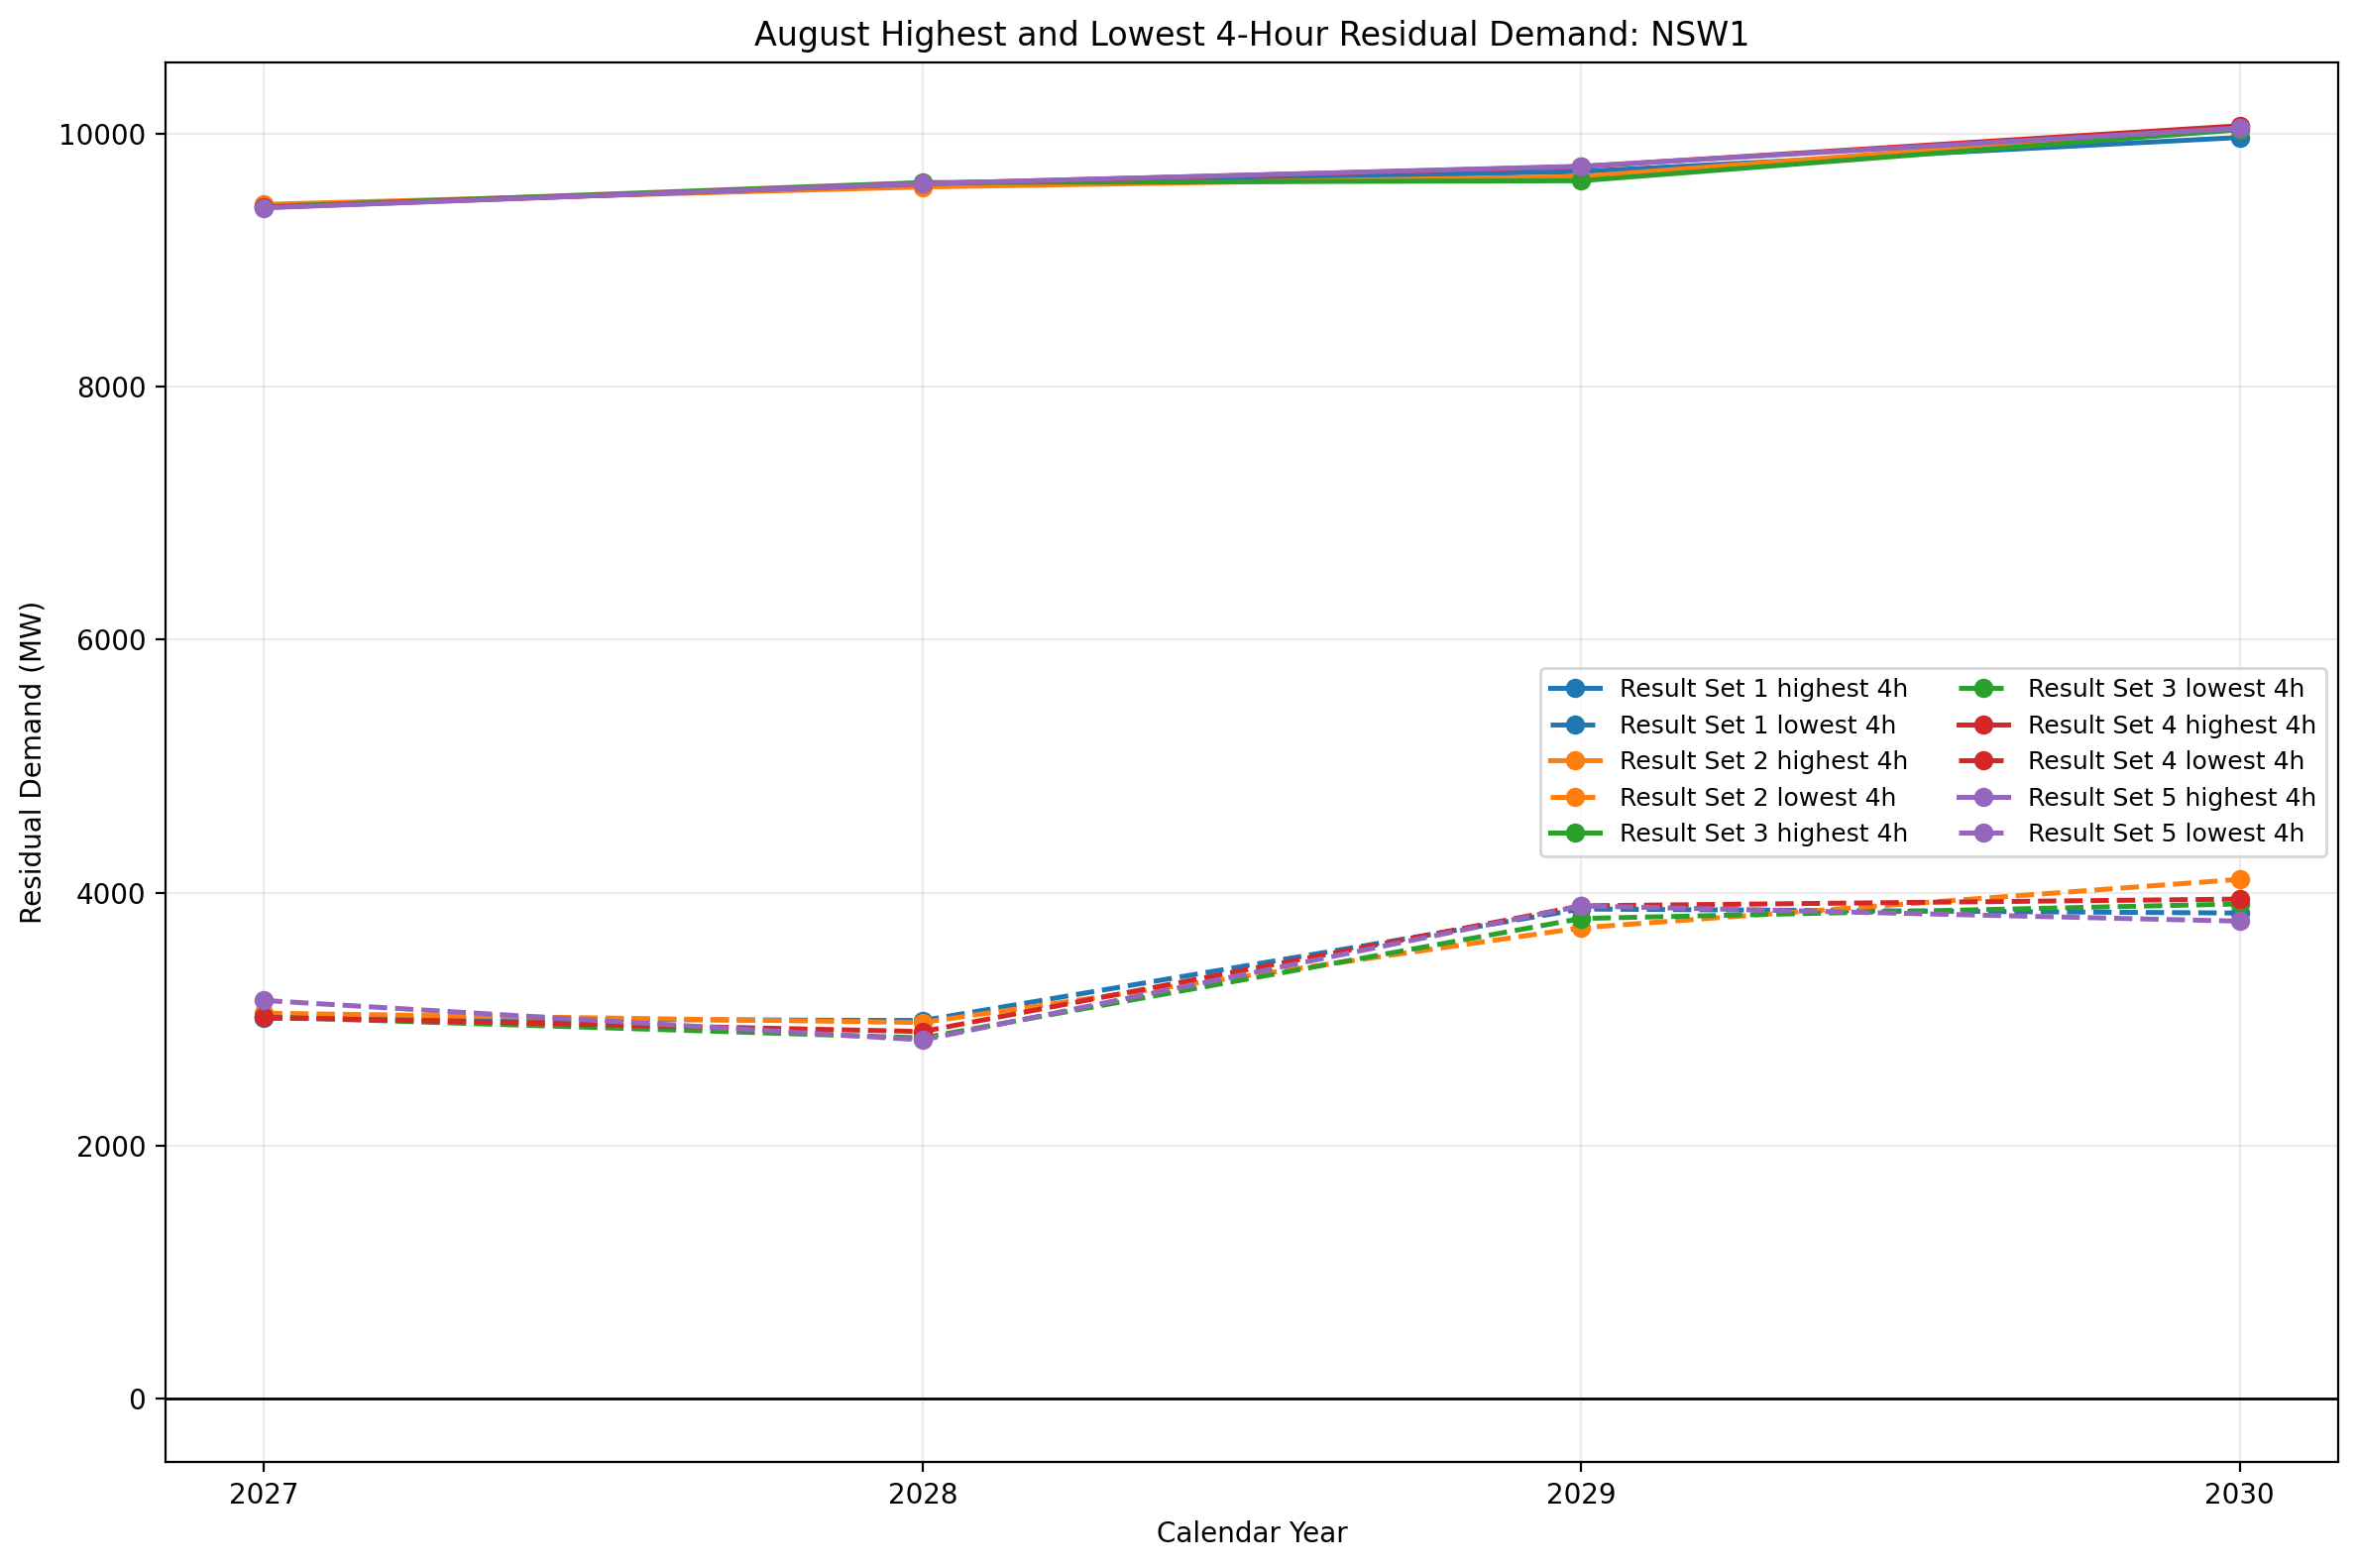 August Highest and Lowest 4-Hour Residual Demand: NSW1
Residual Demand (MW)
10000
8000
6000
4000
2000
0
Result Set 1 highest 4h
Result Set 1 lowest 4h
Result Set 2 highest 4h
Result Set 2 lowest 4h
Result Set 3 highest 4h
Result Set 3 lowest 4h
Result Set 4 highest 4h
Result Set 4 lowest 4h
Result Set 5 highest 4h
Result Set 5 lowest 4h
2027 2028 2029 2030
Calendar Year